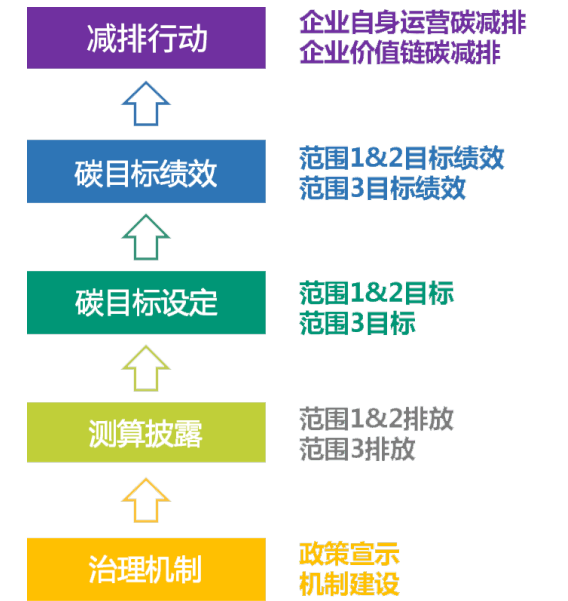 减排行动
企业自身运营碳减排
企业价值链碳减排
碳目标绩效
范围1&2目标绩效
范围3目标绩效
碳目标设定
范围1&2目标
范围3目标
测算披露
范围1&2排放
范围3排放
治理机制
政策宣示
机制建设